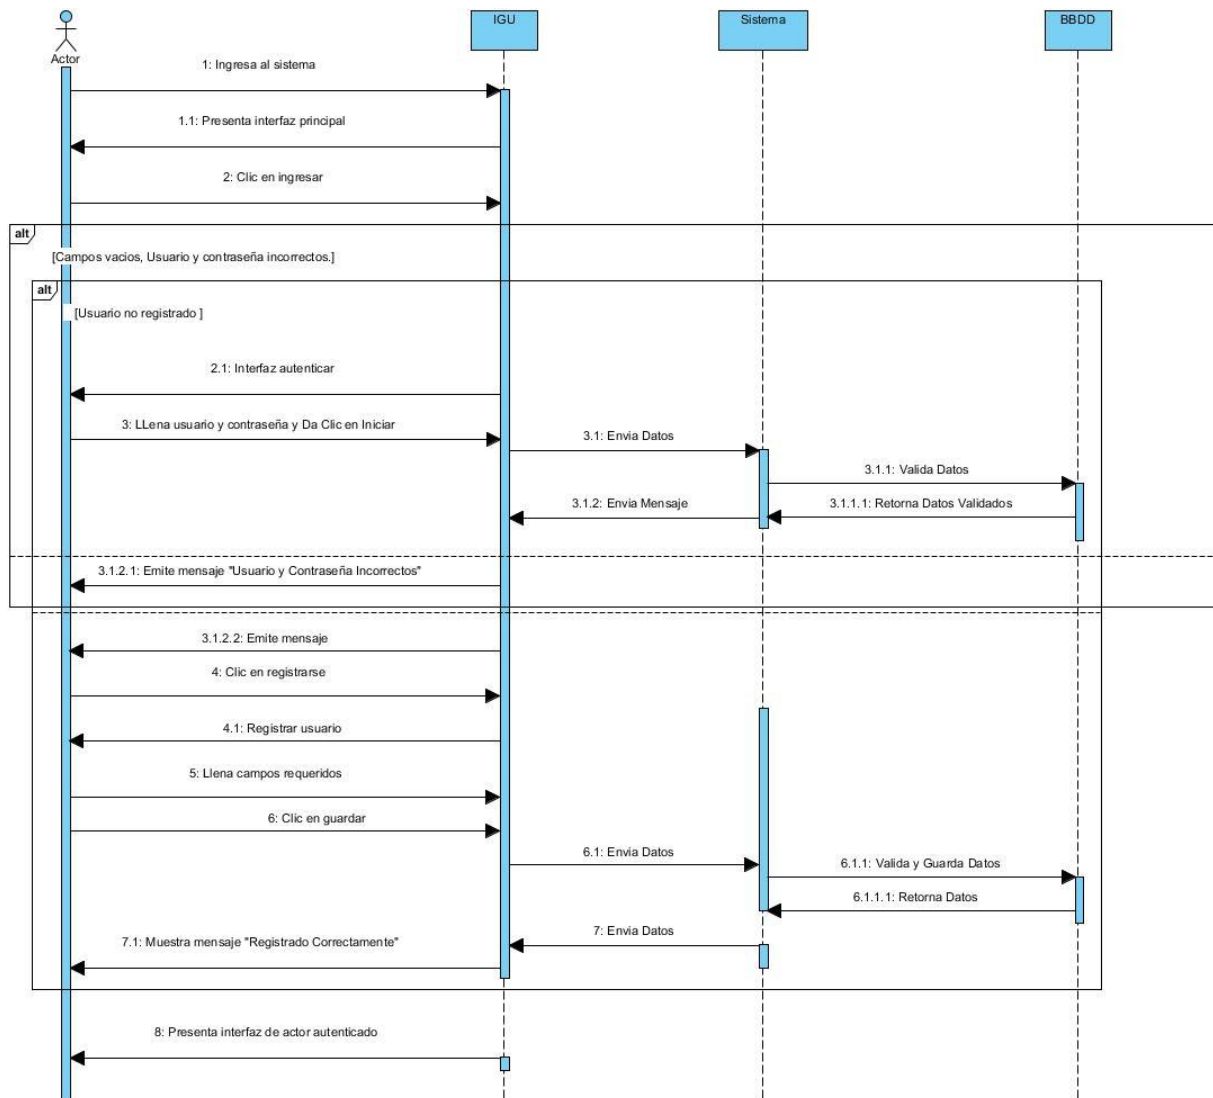 IGU
Sistema
BBDD
Actor
1: Ingresa al sistema
1.1: Presenta interfaz principal
2: Clic en ingresar
alt
[Campos vacios, Usuario y contraseña incorrectos.]
alt
[Usuario no registrado ]
2.1: Interfaz autenticar
3: LLena usuario y contraseña y Da Clic en Iniciar
3.1: Envia Datos
3.1.1: Valida Datos
3.1.2: Envia Mensaje
3.1.1.1: Retorna Datos Validados
3.1.2.1: Emite mensaje "Usuario y Contraseña Incorrectos"
3.1.2.2: Emite mensaje
4: Clic en registrarse
4.1: Registrar usuario
5: Llena campos requeridos
6: Clic en guardar
6.1: Envia Datos
6.1.1: Valida y Guarda Datos
6.1.1.1: Retorna Datos
7: Envia Datos
7.1: Muestra mensaje "Registrado Correctamente"
8: Presenta interfaz de actor autenticado